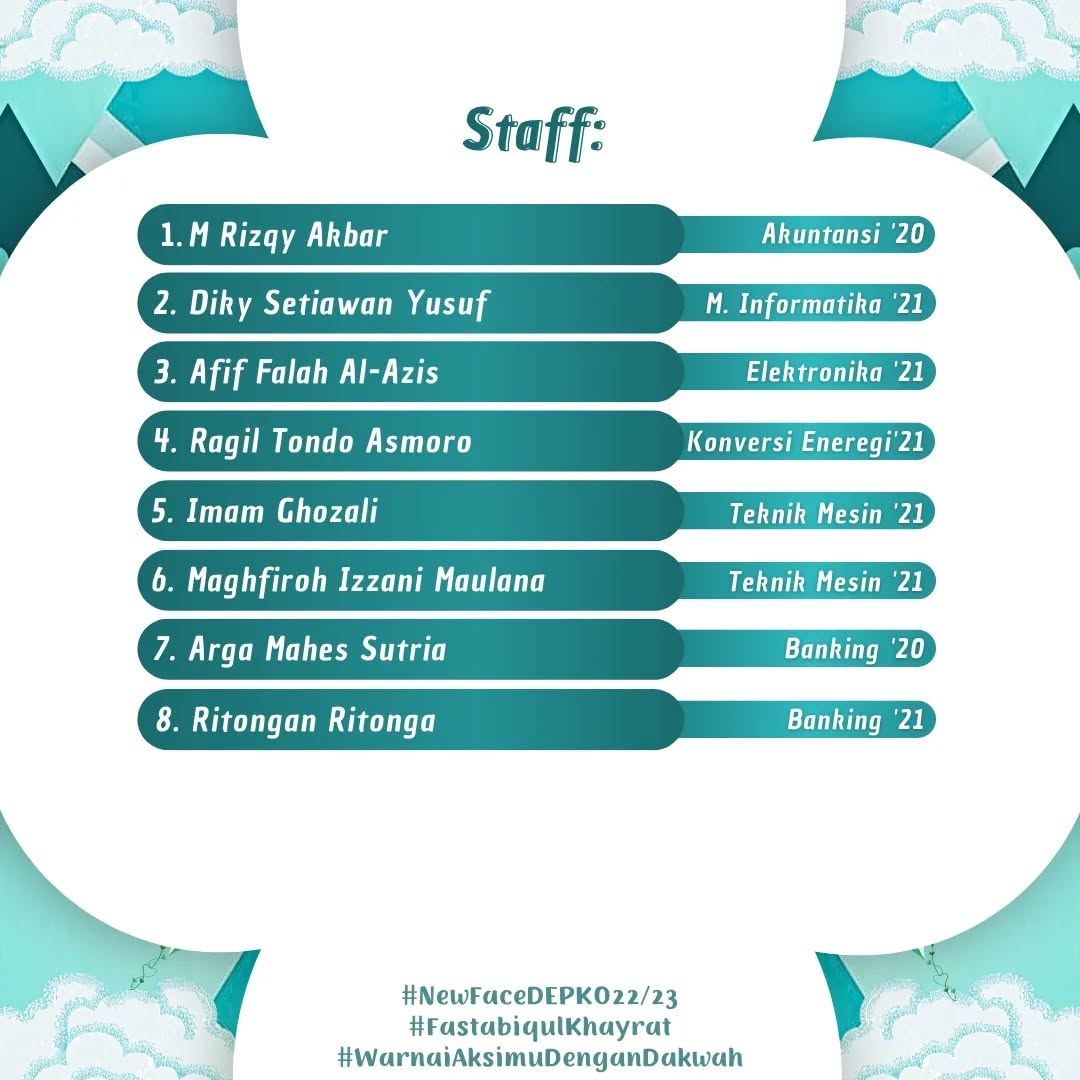 Staff:
1. M Rizqy Akbar Akuntansi '20
2. Diky Setiawan Yusuf M. Informatika '21
3. Afif Falah Al-Azis Elektronika '21
4. Ragil Tondo Asmoro Konversi Eneregi'21
5. Imam Ghozali Teknik Mesin '21
6. Maghfiroh Izzani Maulana Teknik Mesin '21
7. Arga Mahes Sutria Banking '20
8. Ritongan Ritonga Banking '21
#NewFaceDEPKO22/23
#FastabiqulKhayrat
#WarnaiAksimuDenganDakwah